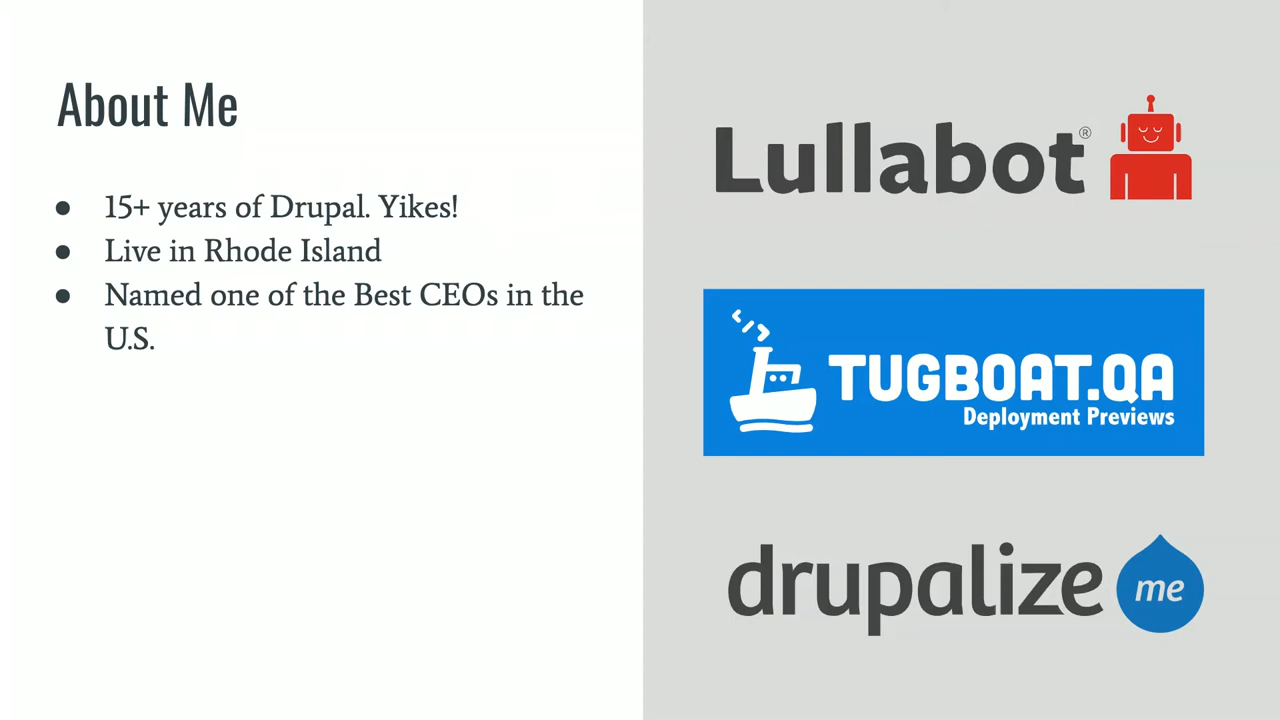 About Me
● 15+ years of Drupal. Yikes!
● Live in Rhode Island
● Named one of the Best CEOs in the
U.S.
Lullabot®
</>
TUGBOAT.QA
Deployment Previews
drupalize me